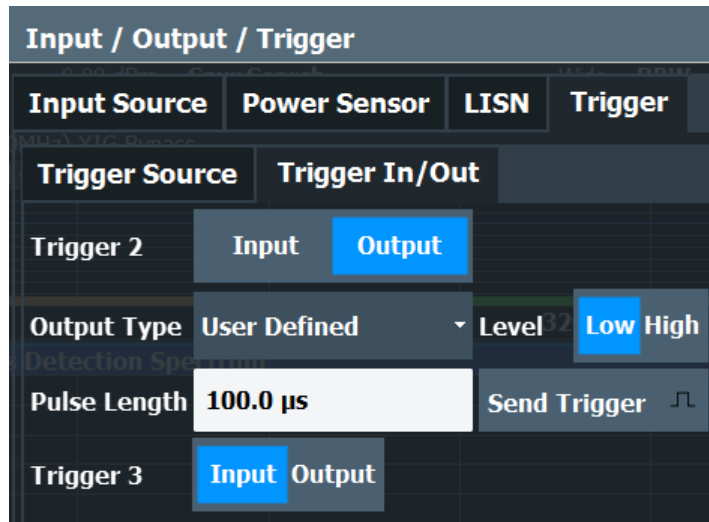 Input / Output / Trigger
Input Source Power Sensor LISN Trigger
Trigger Source Trigger In/Out
Trigger 2 Input Output
Output Type User Defined Level Low High
Pulse Length 100.0 µs Send Trigger
Trigger 3 Input Output